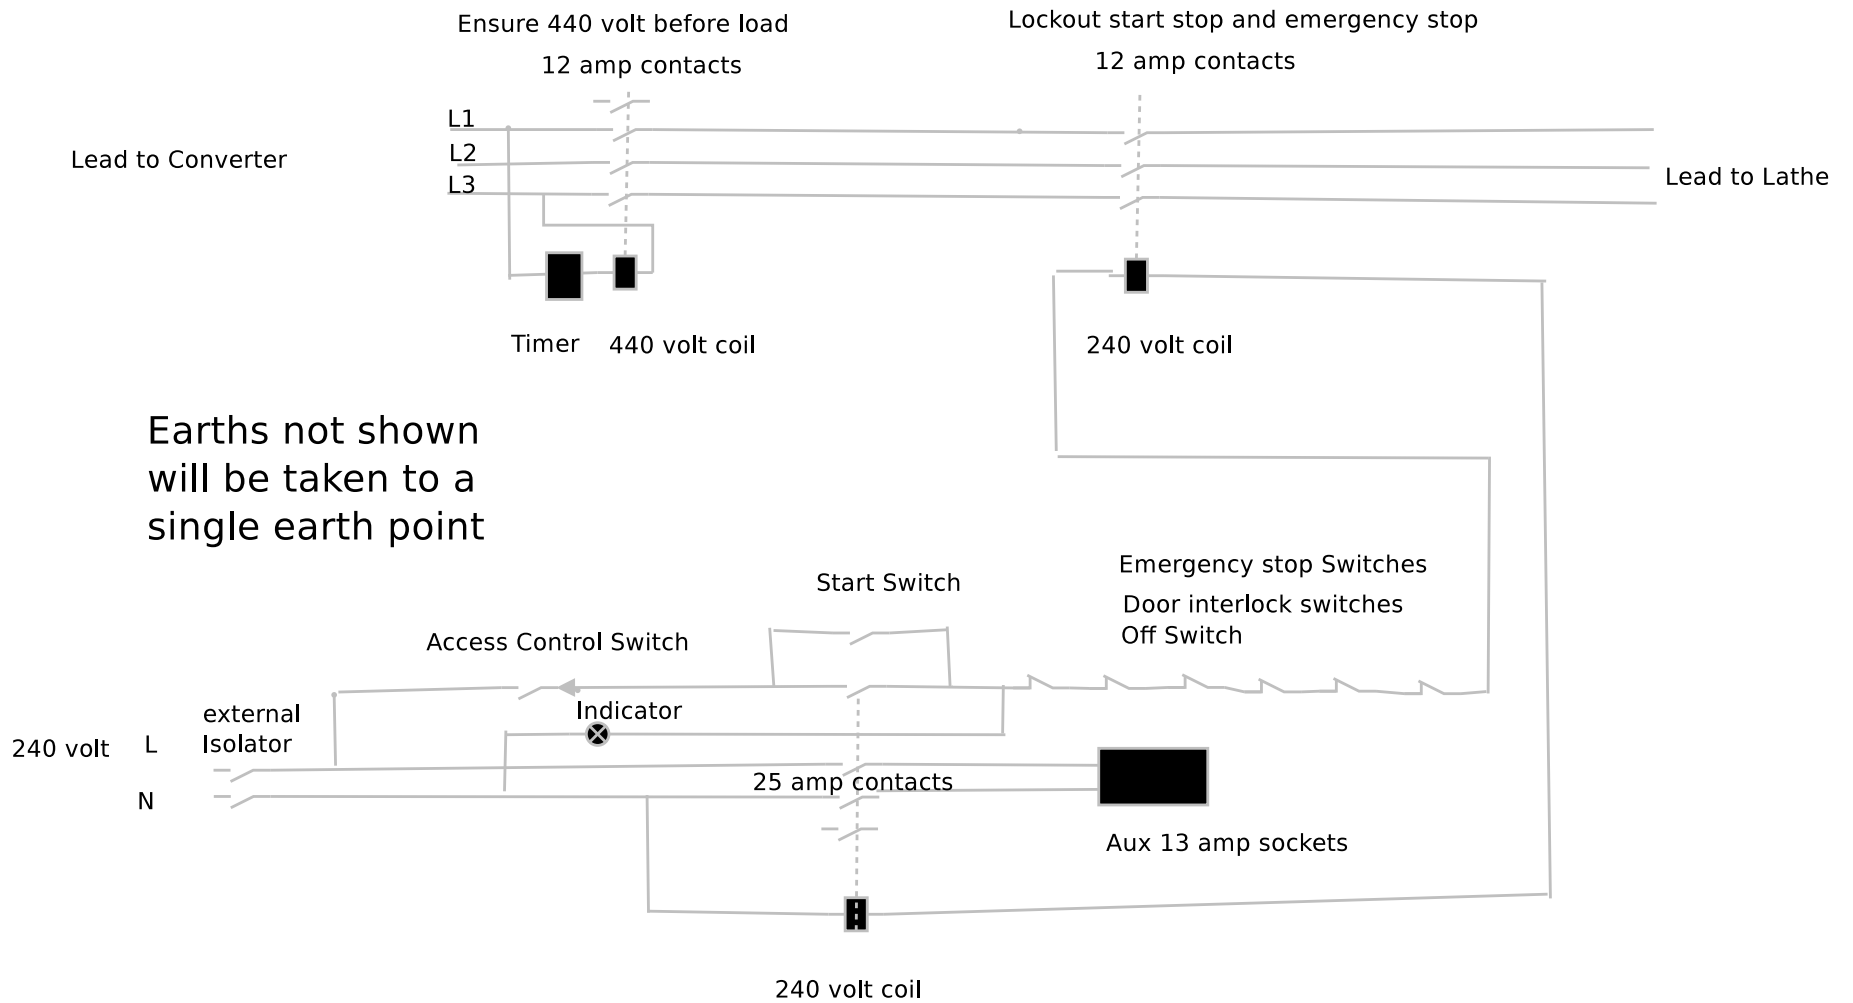 Ensure 440 volt before load
12 amp contacts
Lockout start stop and emergency stop
12 amp contacts
L1
L2
L3
Lead to Converter
Lead to Lathe
Timer
440 volt coil
240 volt coil
Earths not shown
will be taken to a
single earth point
Emergency stop Switches
Door interlock switches
Off Switch
Start Switch
Access Control Switch
Indicator
external
Isolator
240 volt
L
N
25 amp contacts
Aux 13 amp sockets
240 volt coil